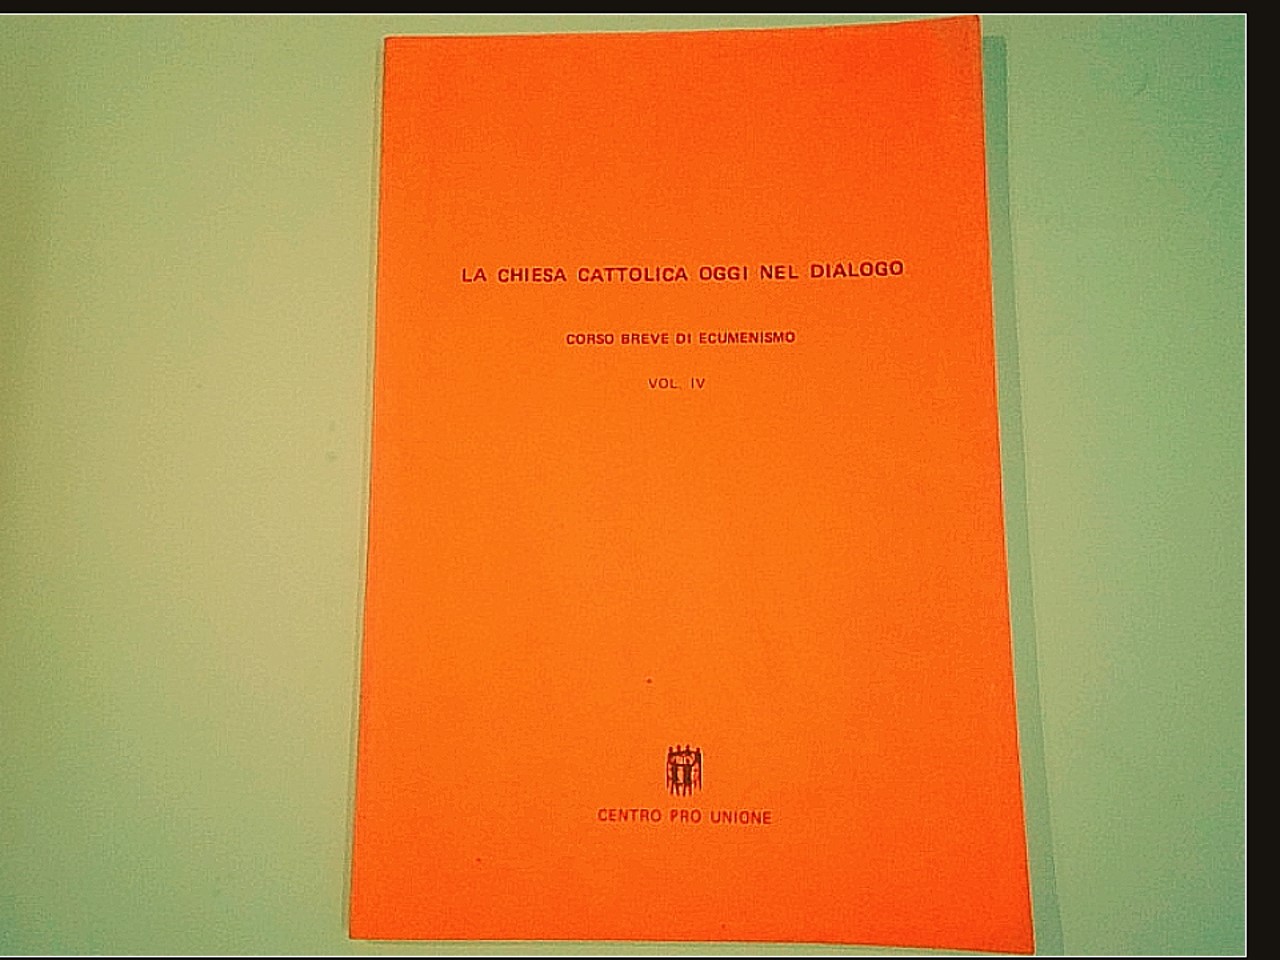 LA CHIESA CATTOLICA OGGI NEL DIALOGO
CORSO BREVE DI ECUMENISMO
VOL. IV
CENTRO PRO UNIONE